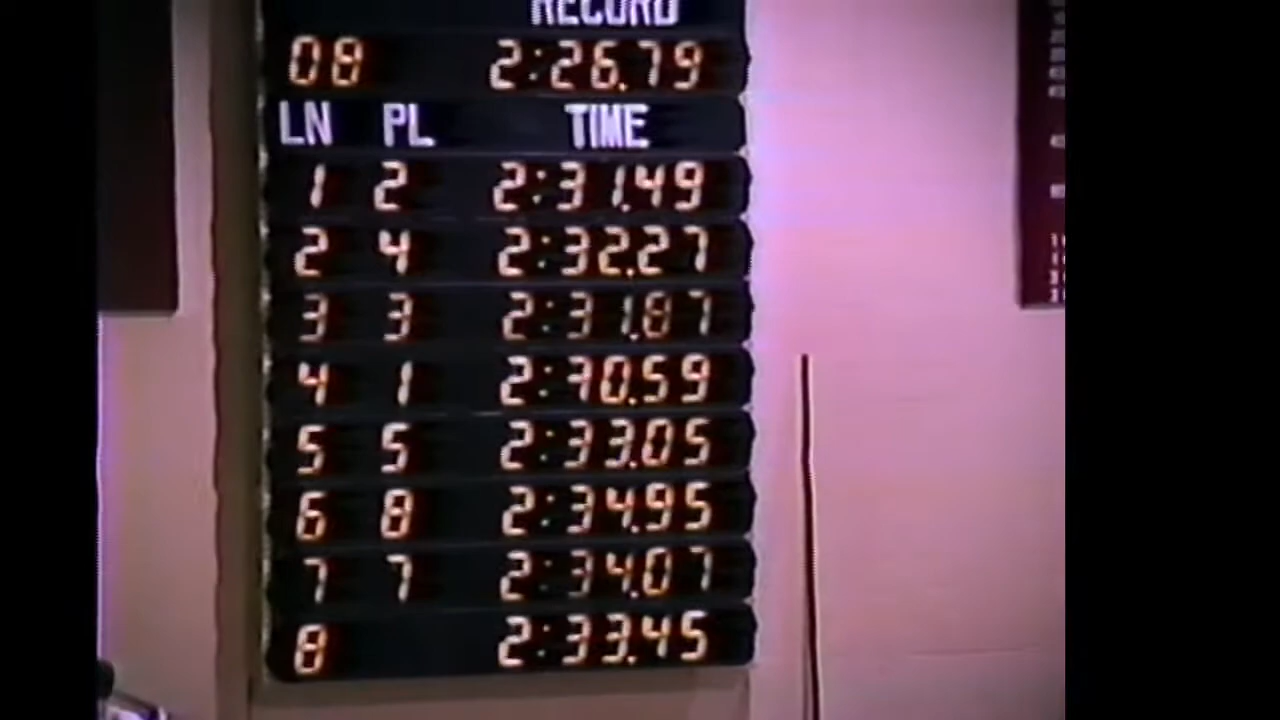 RECORD
08 2:26.79
LN PL TIME
1 2 2:31.49
2 4 2:32.27
3 3 2:31.87
4 1 2:30.59
5 5 2:33.05
6 8 2:34.95
7 7 2:34.07
8 2:33.45